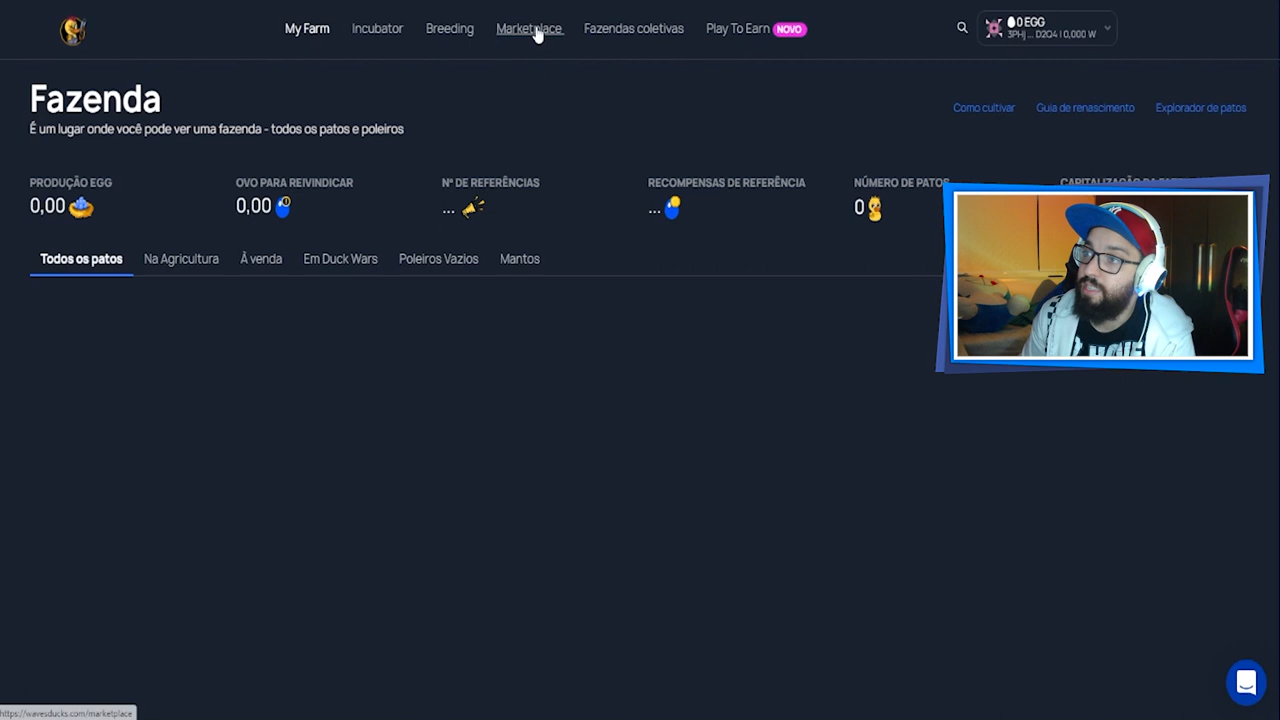 My Farm Incubator Breeding Marketplace Fazendas coletivas Play To Earn NOVO
0 EGG
3PHj ... D2Q4 | 0,000 W
Fazenda
É um lugar onde você pode ver uma fazenda - todos os patos e poleiros
Como cultivar Guia de renascimento Explorador de patos
PRODUÇÃO EGG OVO PARA REIVINDICAR Nº DE REFERÊNCIAS RECOMPENSAS DE REFERÊNCIA NÚMERO DE PATOS
0,00 0,00 ... ... 0
Todos os patos Na Agricultura À venda Em Duck Wars Poleiros Vazios Mantos
https://wavesducks.com/marketplace